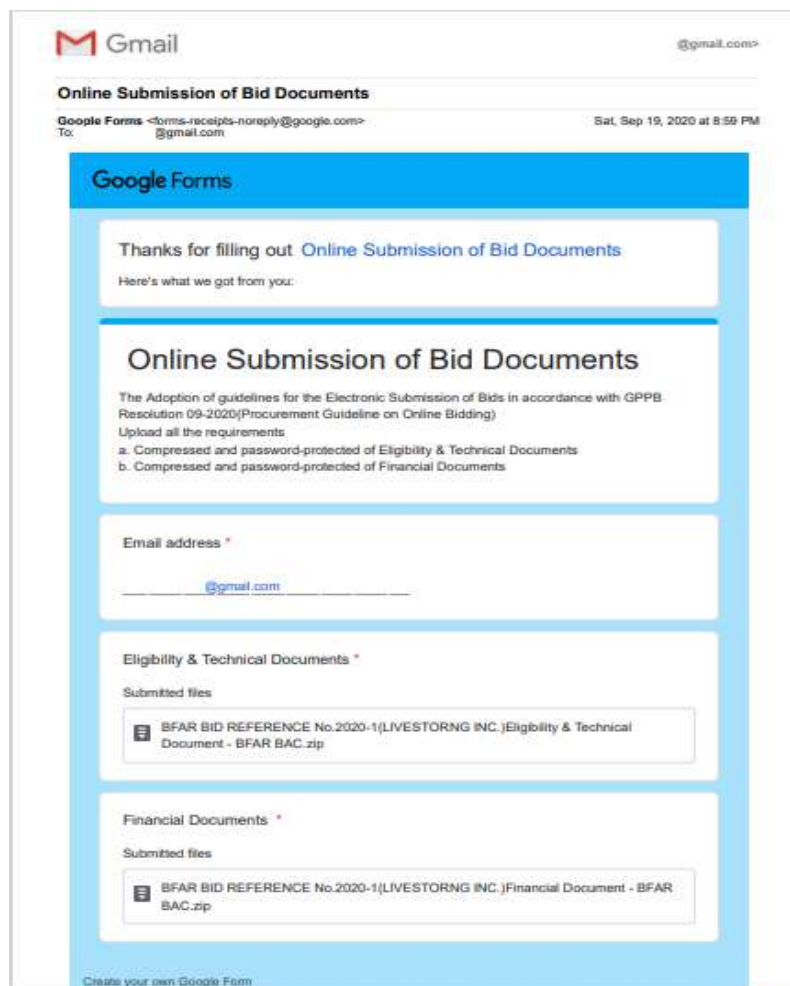 Gmail
@gmail.com>
Online Submission of Bid Documents
Google Forms <forms-receipts-noreply@google.com>
Sat, Sep 19, 2020 at 8:59 PM
To:
@gmail.com
Google Forms
Thanks for filling out Online Submission of Bid Documents
Here's what we got from you:
Online Submission of Bid Documents
The Adoption of guidelines for the Electronic Submission of Bids in accordance with GPPB
Resolution 09-2020(Procurement Guideline on Online Bidding)
Upload all the requirements
a. Compressed and password-protected of Eligibility & Technical Documents
b. Compressed and password-protected of Financial Documents
Email address *
@gmail.com
Eligibility & Technical Documents *
Submitted files
BFAR BID REFERENCE No.2020-1(LIVESTORNG INC.)Eligibility & Technical
Document - BFAR BAC.zip
Financial Documents *
Submitted files
BFAR BID REFERENCE No.2020-1(LIVESTORNG INC.)Financial Document - BFAR
BAC.zip
Create your own Google Form